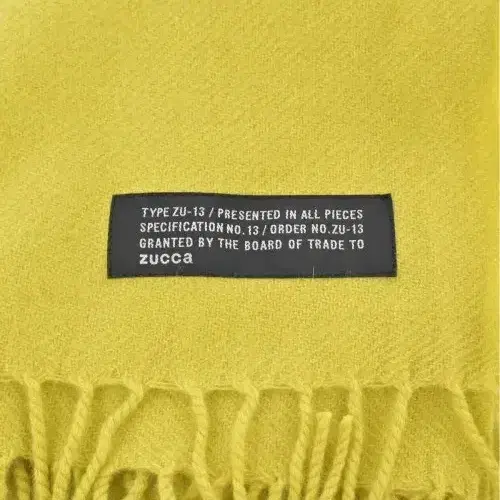 TYPE ZU-13 / PRESENTED IN ALL PIECES
SPECIFICATION NO.13 / ORDER NO.ZU-13
GRANTED BY THE BOARD OF TRADE TO
zucca